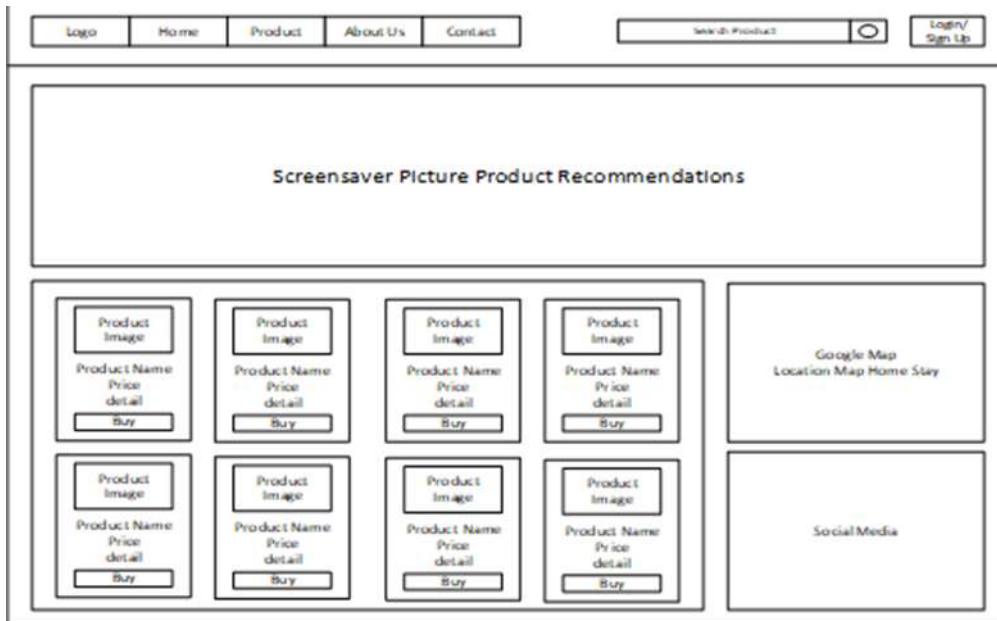 Logo
Home
Product
About Us
Contact
Search Product
Login/
Sign Up
Screensaver Picture Product Recommendations
Product
Image
Product Name
Price
detail
Buy
Product
Image
Product Name
Price
detail
Buy
Product
Image
Product Name
Price
detail
Buy
Product
Image
Product Name
Price
detail
Buy
Google Map
Location Map Home Stay
Product
Image
Product Name
Price
detail
Buy
Product
Image
Product Name
Price
detail
Buy
Product
Image
Product Name
Price
detail
Buy
Product
Image
Product Name
Price
detail
Buy
Social Media